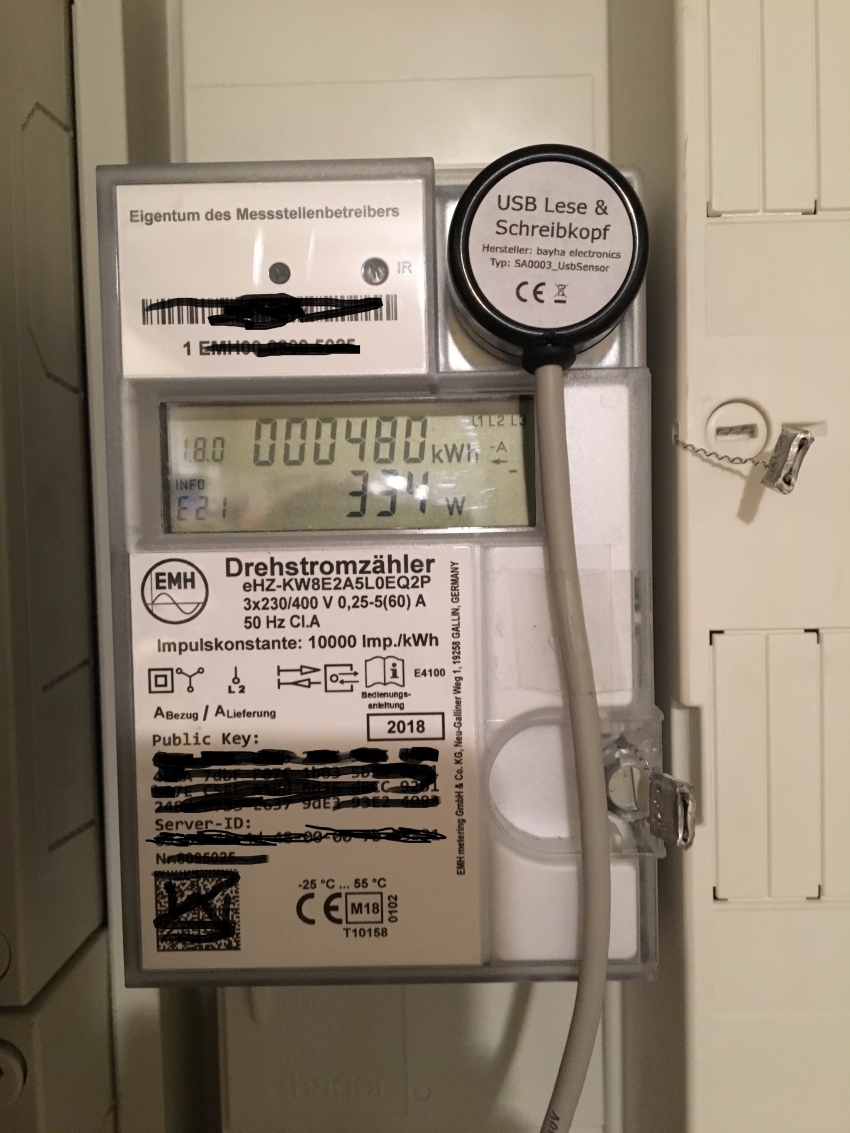 Eigentum des Messstellenbetreibers
IR
USB Lese &
Schreibkopf
Hersteller: bayha electronics
Typ: SA0003_UsbSensor
CE
1
L1 L2 L3
1.8.0 000480 kWh -A
INFO
E21 334 W
EMH
Drehstromzähler
eHZ-KW8E2A5L0EQ2P
3x230/400 V 0,25-5(60) A
50 Hz Cl.A
Impulskonstante: 10000 Imp./kWh
L2
E4100
Bedienungs-
anleitung
ABezug / ALieferung
2018
Public Key:
Server-ID:
-25 °C ... 55 °C
CE M18 0102
T10158
EMH metering GmbH & Co. KG, Neu-Galliner Weg 1, 19258 GALLIN, GERMANY
hager